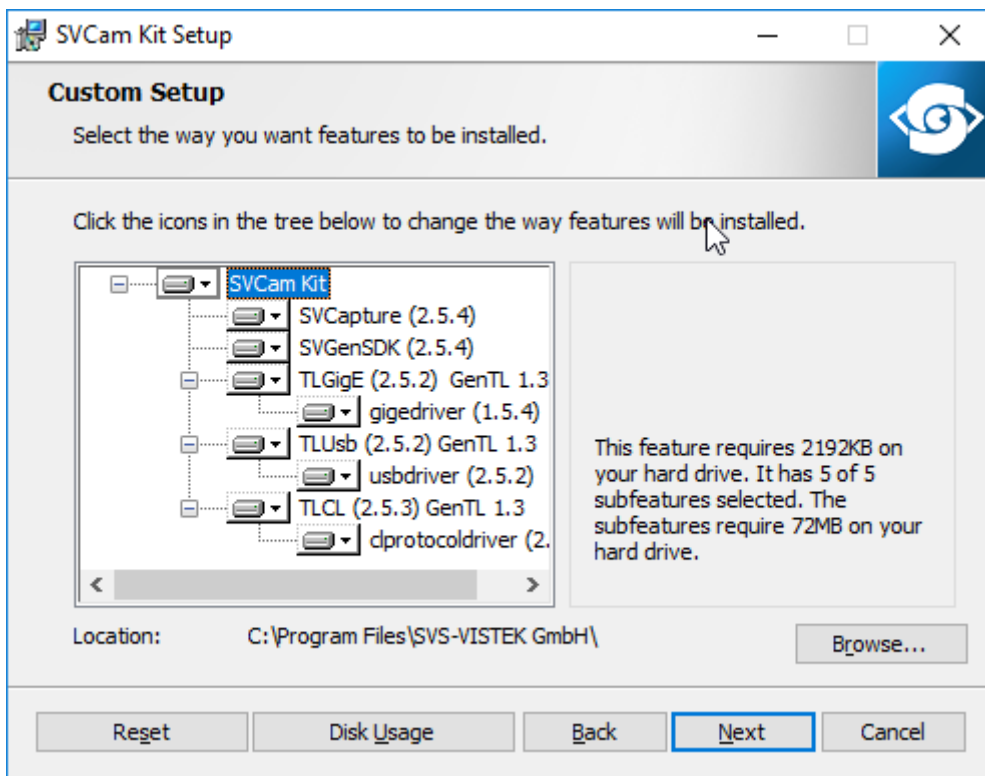 SVCam Kit Setup
Custom Setup
Select the way you want features to be installed.
Click the icons in the tree below to change the way features will be installed.
SVCam Kit
SVCapture (2.5.4)
SVGenSDK (2.5.4)
TLGigE (2.5.2) GenTL 1.3
gigedriver (1.5.4)
TLUsb (2.5.2) GenTL 1.3
usbdriver (2.5.2)
TLCL (2.5.3) GenTL 1.3
clprotocoldriver (2.
This feature requires 2192KB on
your hard drive. It has 5 of 5
subfeatures selected. The
subfeatures require 72MB on your
hard drive.
Location: C:\Program Files\SVS-VISTEK GmbH\
Browse...
Reset Disk Usage Back Next Cancel